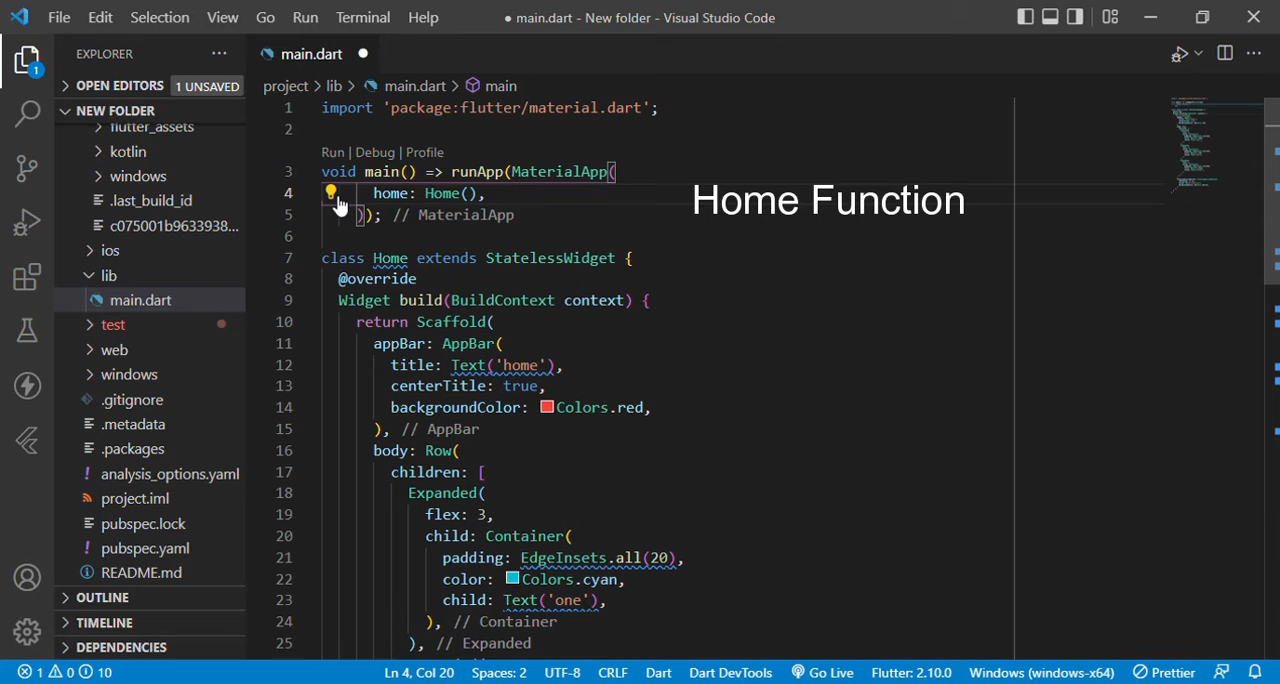 File Edit Selection View Go Run Terminal Help ● main.dart - New folder - Visual Studio Code
EXPLORER ...
main.dart ●
1
OPEN EDITORS 1 UNSAVED
project > lib > main.dart > main
NEW FOLDER
flutter_assets
kotlin
windows
.last_build_id
c075001b9633938...
ios
lib
main.dart
test
web
windows
.gitignore
.metadata
.packages
! analysis_options.yaml
project.iml
pubspec.lock
! pubspec.yaml
README.md
OUTLINE
TIMELINE
DEPENDENCIES
1 import 'package:flutter/material.dart';
2
Run | Debug | Profile
3 void main() => runApp(MaterialApp(
4 home: Home(),
Home Function
5 )); // MaterialApp
6
7 class Home extends StatelessWidget {
8 @override
9 Widget build(BuildContext context) {
10 return Scaffold(
11 appBar: AppBar(
12 title: Text('home'),
13 centerTitle: true,
14 backgroundColor: Colors.red,
15 ), // AppBar
16 body: Row(
17 children: [
18 Expanded(
19 flex: 3,
20 child: Container(
21 padding: EdgeInsets.all(20),
22 color: Colors.cyan,
23 child: Text('one'),
24 ), // Container
25 ), // Expanded
1 0 10 Ln 4, Col 20 Spaces: 2 UTF-8 CRLF Dart Dart DevTools Go Live Flutter: 2.10.0 Windows (windows-x64) Prettier